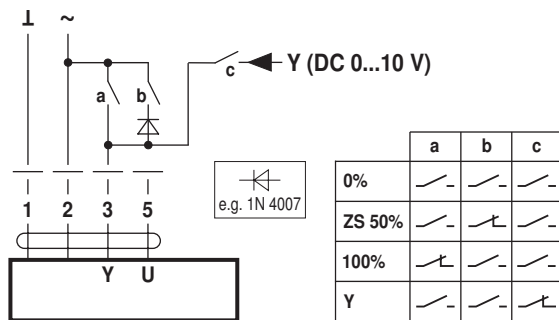 ⊥ ~
a b c Y (DC 0...10 V)
e.g. 1N 4007
1 2 3 5
Y U
a b c
0%
ZS 50%
100%
Y